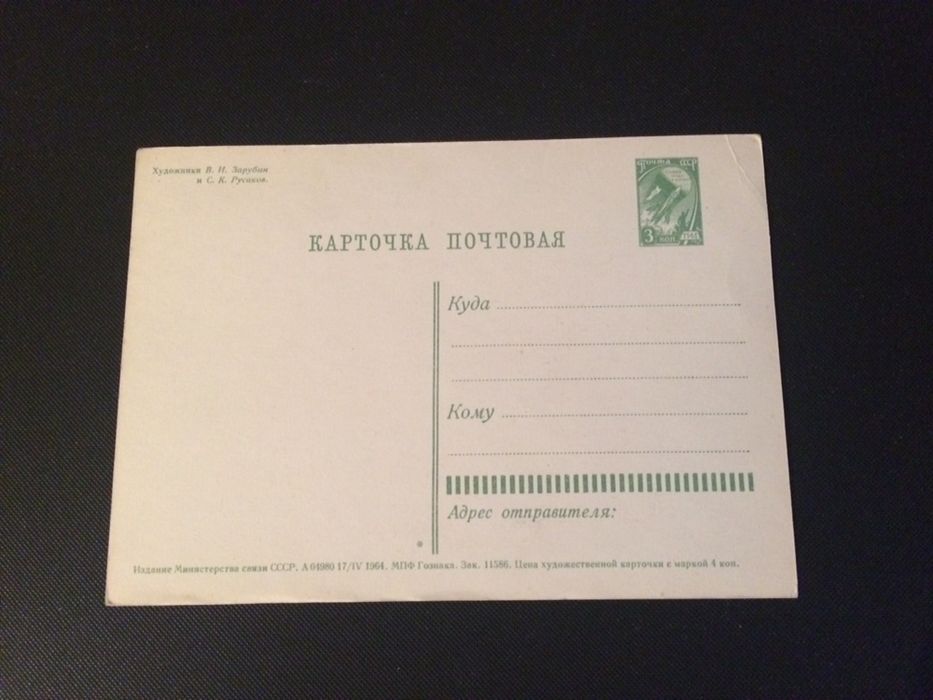 Художники В. И. Зарубин
и С. К. Русаков.
ПОЧТА СССР
3 КОП
1961
КАРТОЧКА ПОЧТОВАЯ
Куда
Кому
Адрес отправителя:
Издание Министерства связи СССР. А 04980 17/IV 1964. МПФ Гознака. Зак. 11586. Цена художественной карточки с маркой 4 коп.